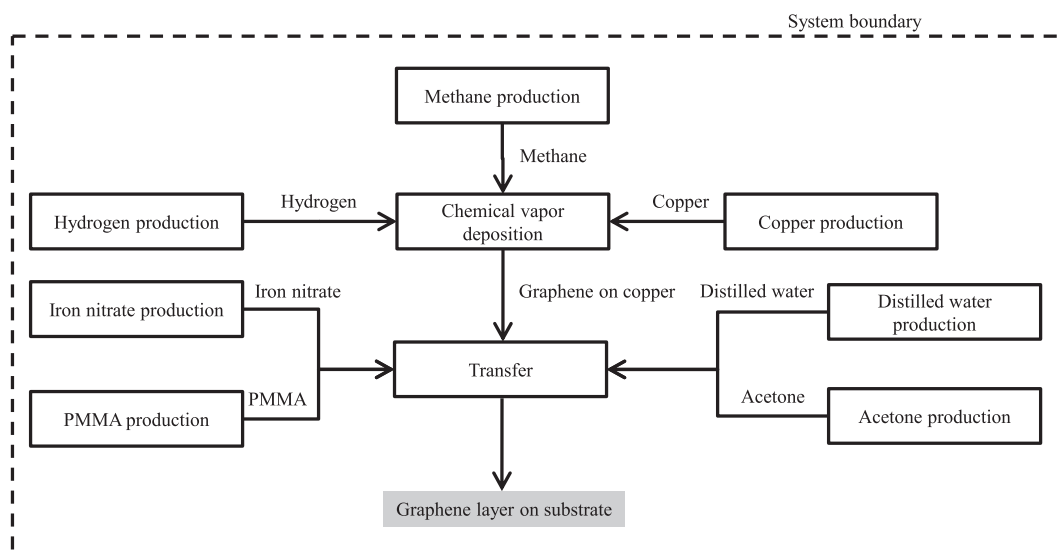 System boundary
Methane production
Methane
Hydrogen production
Hydrogen
Chemical vapor
deposition
Copper
Copper production
Iron nitrate production
Iron nitrate
Graphene on copper
Distilled water
Distilled water
production
Transfer
PMMA production
PMMA
Acetone
Acetone production
Graphene layer on substrate